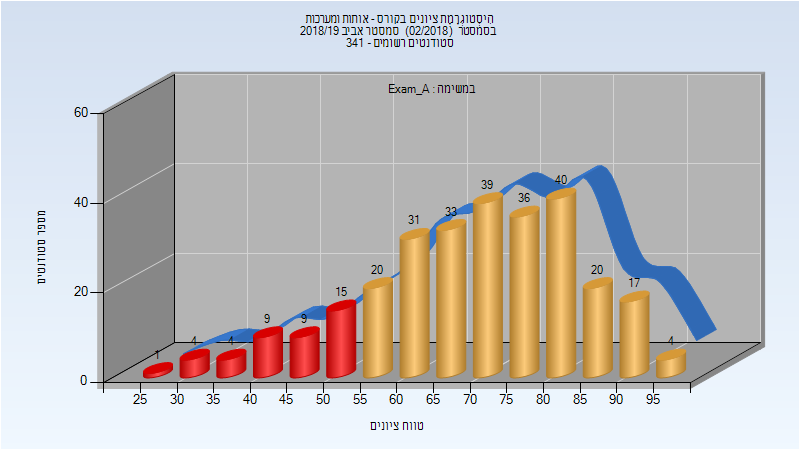 היסטוגרמת ציונים בקורס - אותות ומערכות
בסמסטר (02/2018) סמסטר אביב 2018/19
סטודנטים רשומים - 341
במשימה : Exam_A
מספר סטודנטים
60
40
20
0
1
4
4
9
9
15
20
31
33
39
36
40
20
17
4
25 30 35 40 45 50 55 60 65 70 75 80 85 90 95
טווח ציונים